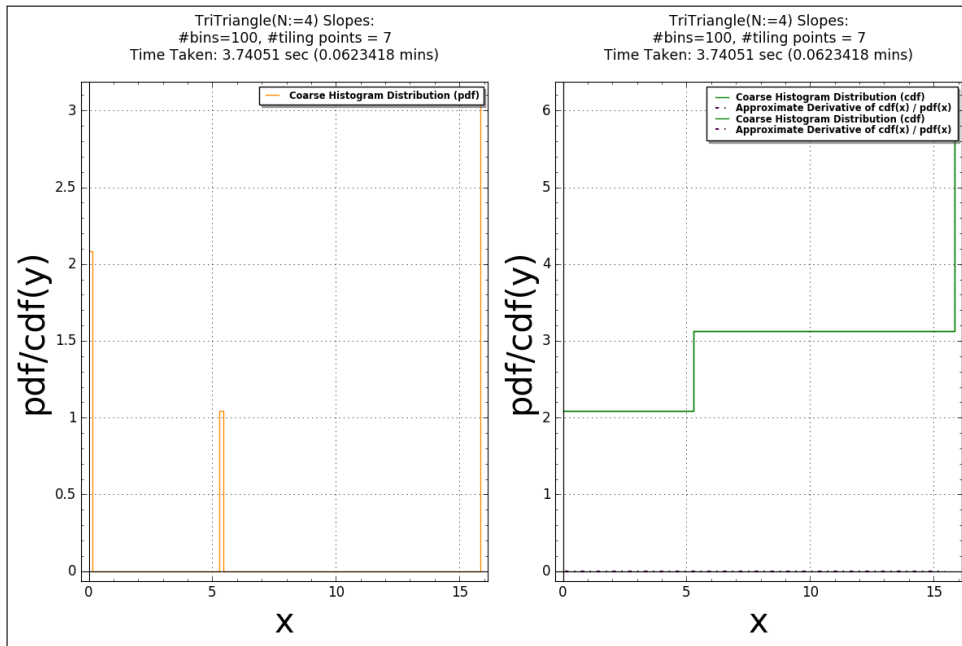 TriTriangle(N:=4) Slopes:
#bins=100, #tiling points = 7
Time Taken: 3.74051 sec (0.0623418 mins)
Coarse Histogram Distribution (pdf)
3
2.5
2
1.5
1
0.5
0
0
5
10
15
pdf/cdf(y)
x
TriTriangle(N:=4) Slopes:
#bins=100, #tiling points = 7
Time Taken: 3.74051 sec (0.0623418 mins)
Coarse Histogram Distribution (cdf)
Approximate Derivative of cdf(x) / pdf(x)
Coarse Histogram Distribution (cdf)
Approximate Derivative of cdf(x) / pdf(x)
6
5
4
3
2
1
0
0
5
10
15
pdf/cdf(y)
x